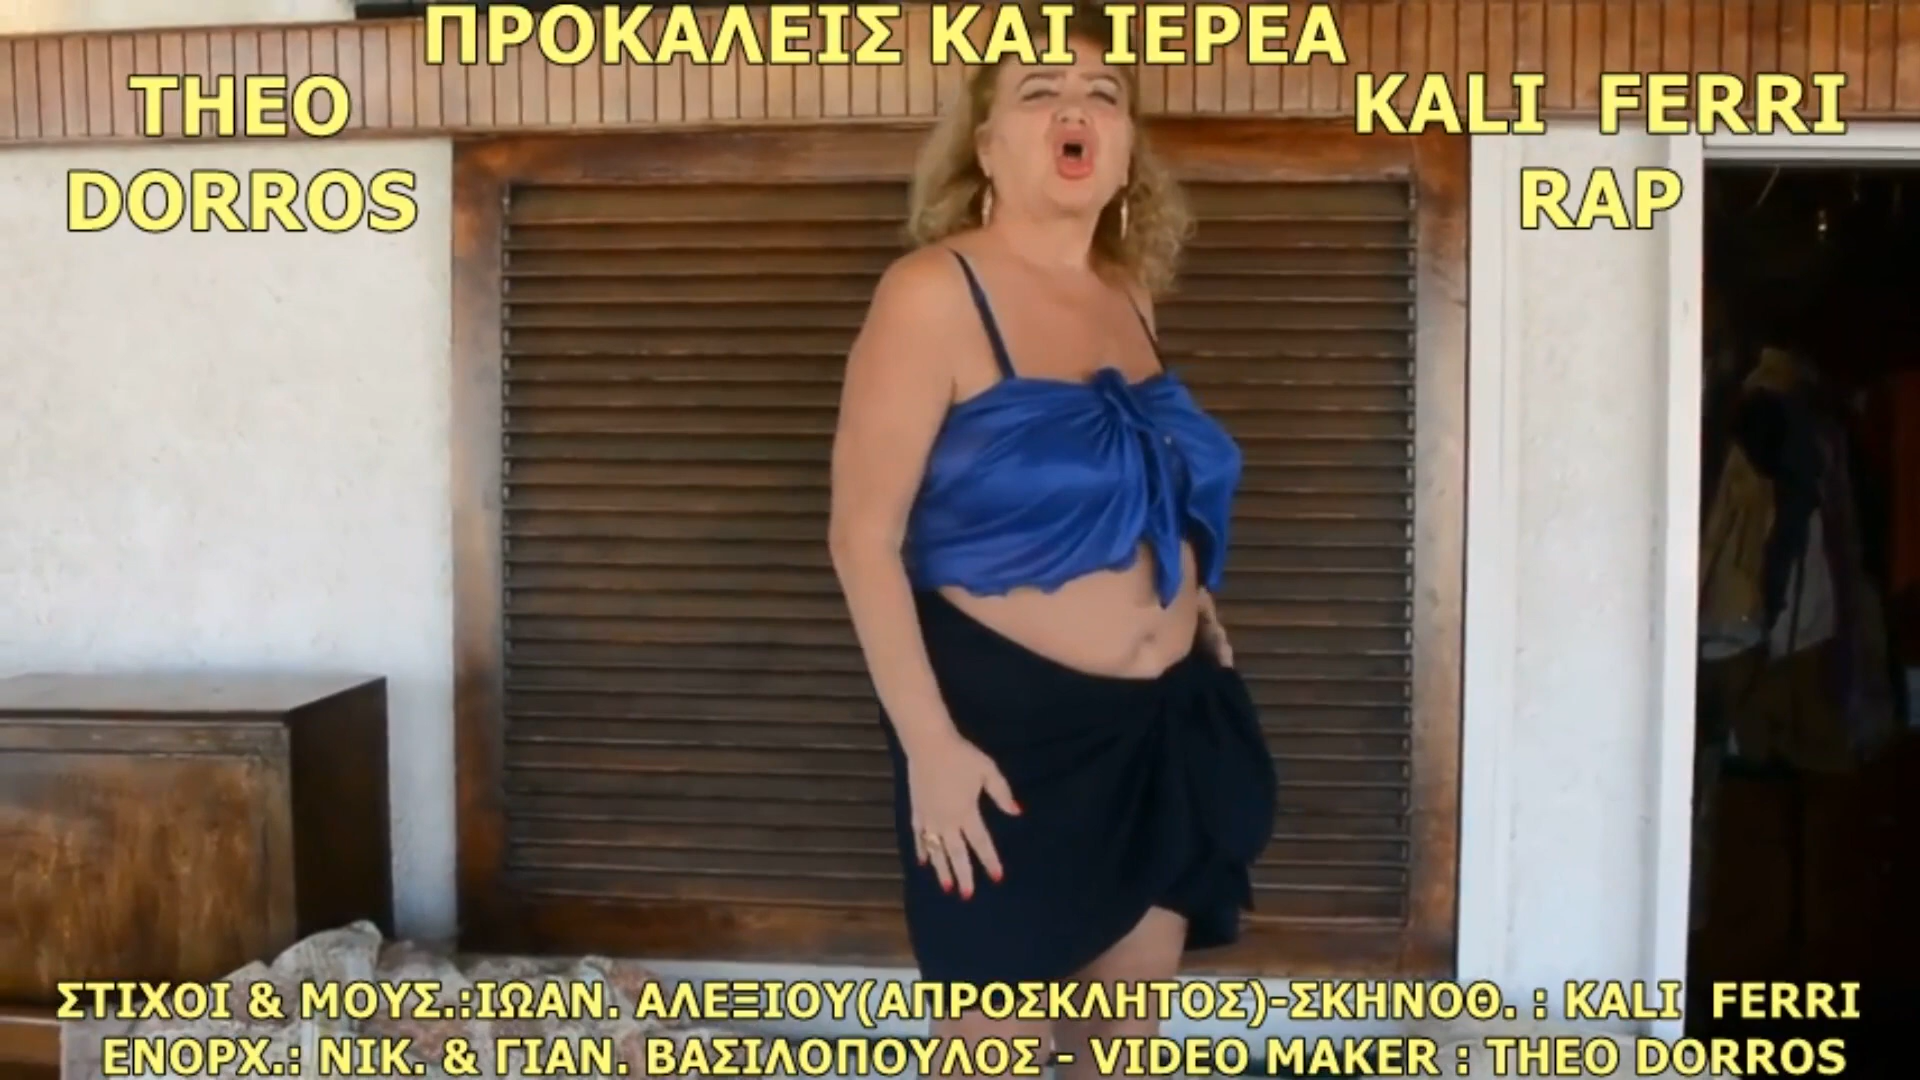 ΠΡΟΚΑΛΕΙΣ ΚΑΙ ΙΕΡΕΑ
THEO
DORROS
KALI FERRI
RAP
ΣΤΙΧΟΙ & ΜΟΥΣ.:ΙΩΑΝ. ΑΛΕΞΙΟΥ(ΑΠΡΟΣΚΛΗΤΟΣ)-ΣΚΗΝΟΘ. : KALI FERRI
ΕΝΟΡΧ.: ΝΙΚ. & ΓΙΑΝ. ΒΑΣΙΛΟΠΟΥΛΟΣ - VIDEO MAKER : THEO DORROS